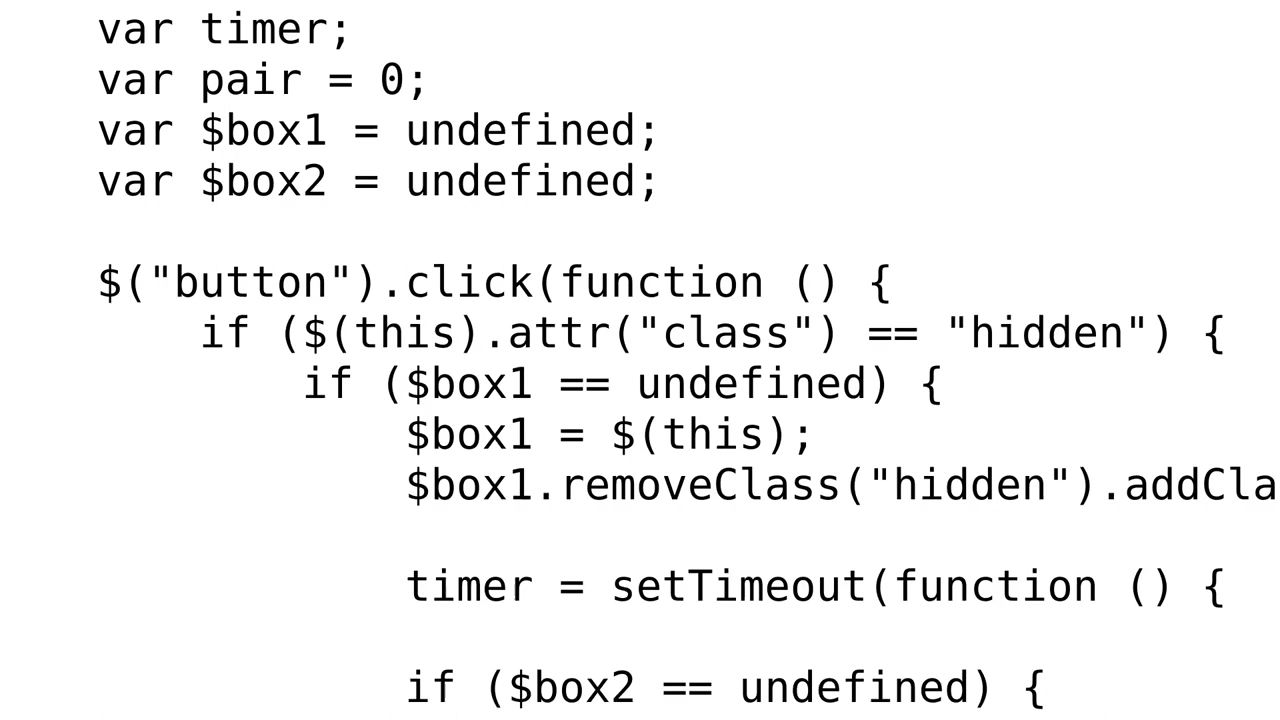 var timer;
var pair = 0;
var $box1 = undefined;
var $box2 = undefined;
$("button").click(function () {
if ($(this).attr("class") == "hidden") {
if ($box1 == undefined) {
$box1 = $(this);
$box1.removeClass("hidden").addCla
timer = setTimeout(function () {
if ($box2 == undefined) {